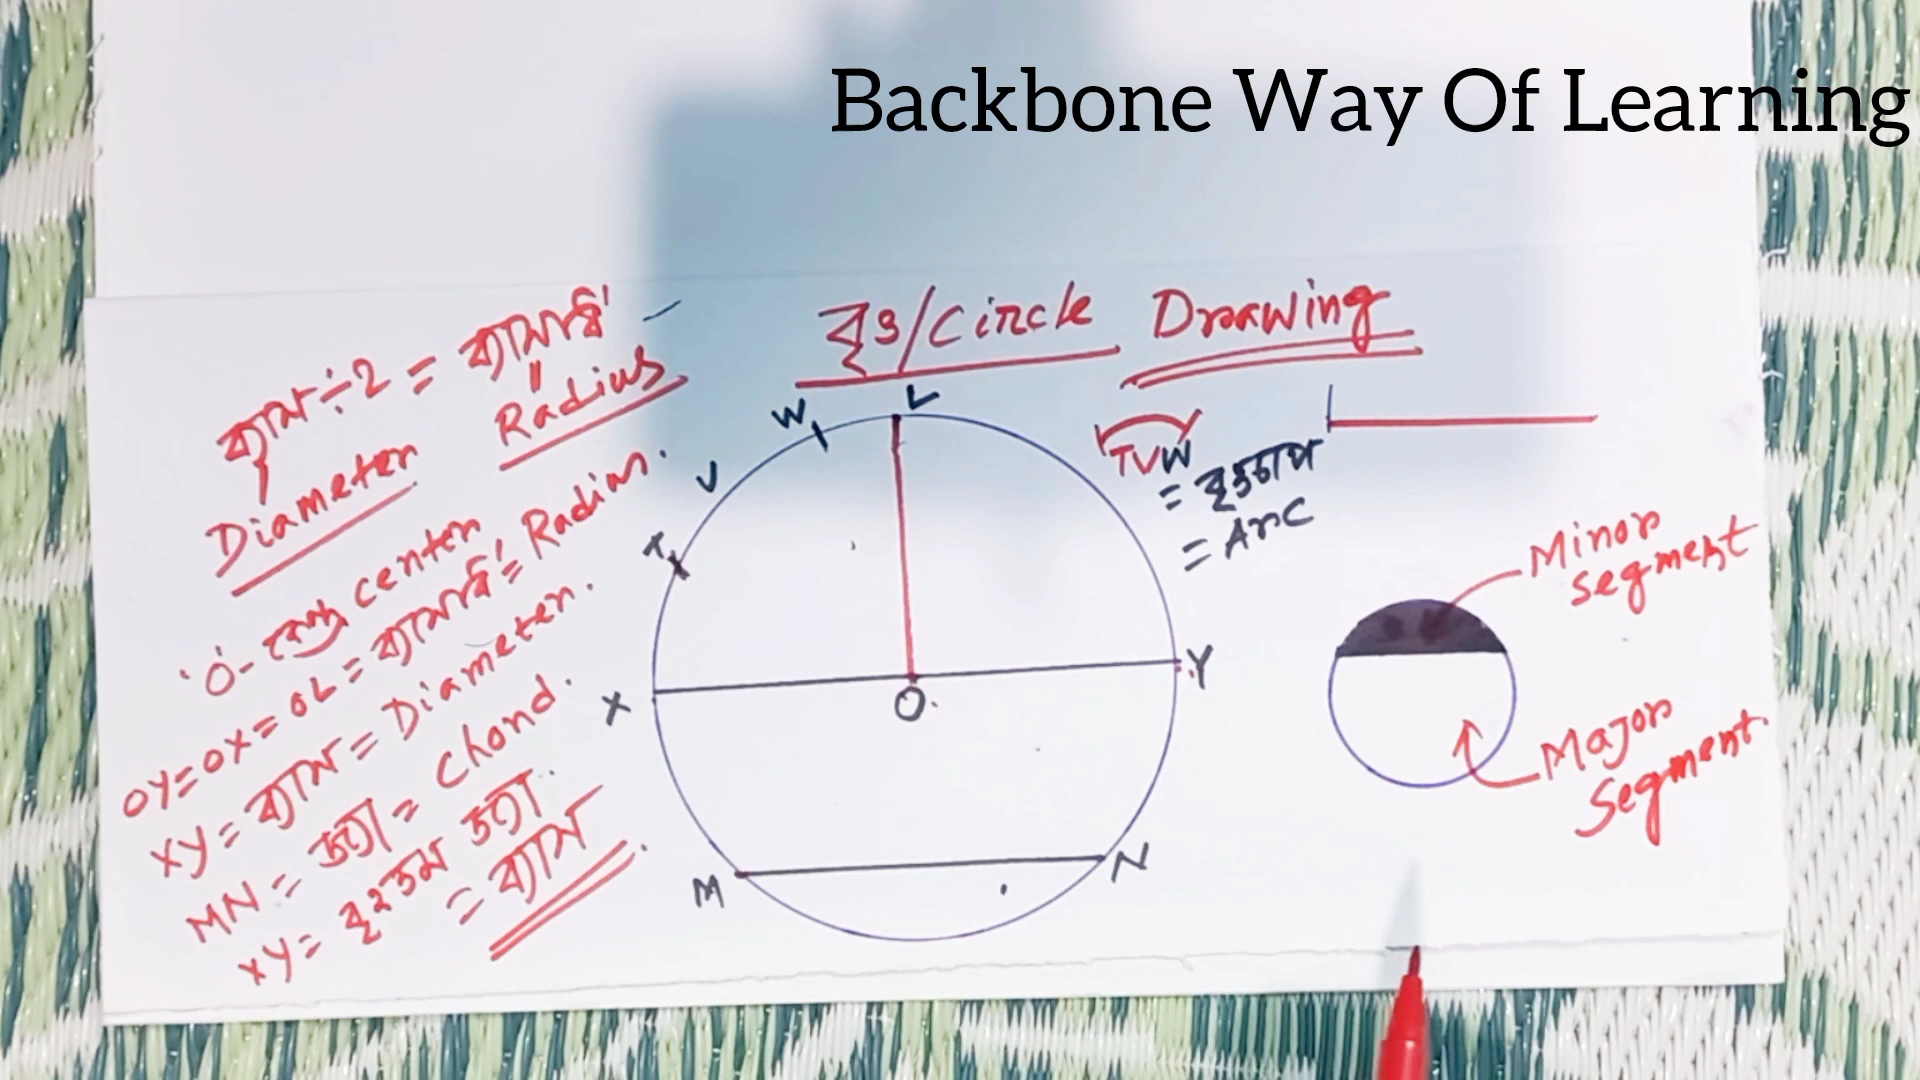 Backbone Way Of Learning
বৃত্ত/Circle Drawing
ব্যাস÷2 = ব্যাসার্ধ
Diameter Radius
'O'- কেন্দ্র center
OY=OX=OL= ব্যাসার্ধ= Radius.
XY= ব্যাস= Diameter.
MN= জ্যা= Chord.
XY= বৃহত্তম জ্যা.
= ব্যাস
W
L
V
T
X
O.
Y
M
N
TVW
= বৃত্তচাপ
= Arc
Minor
segment
Major
Segment.